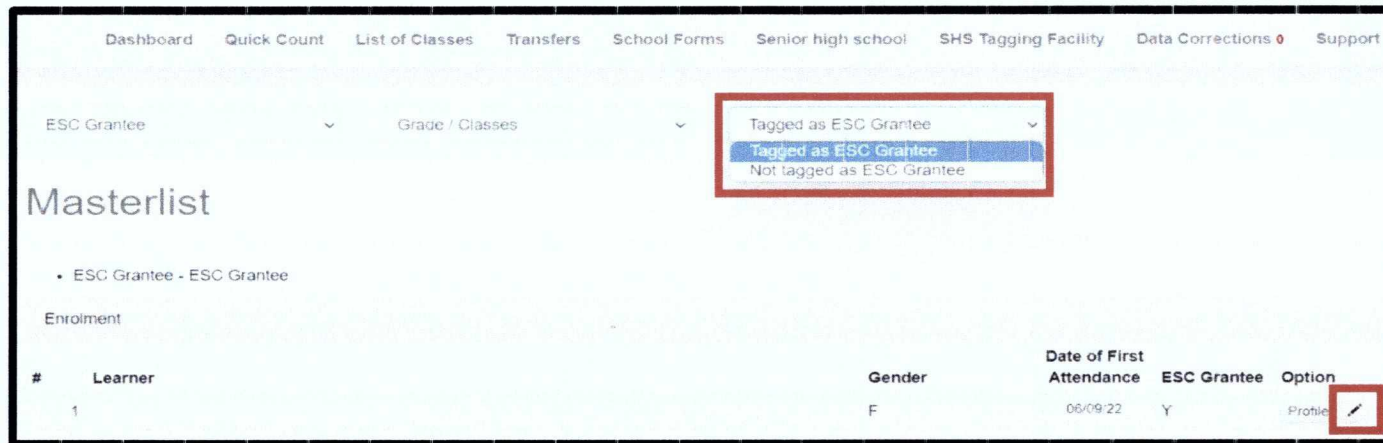 Dashboard Quick Count List of Classes Transfers School Forms Senior high school SHS Tagging Facility Data Corrections 0 Support
ESC Grantee Grade / Classes Tagged as ESC Grantee
Tagged as ESC Grantee
Not tagged as ESC Grantee
Masterlist
• ESC Grantee - ESC Grantee
Enrolment
# Learner Gender Date of First Attendance ESC Grantee Option
1 F 06/09/22 Y Profile